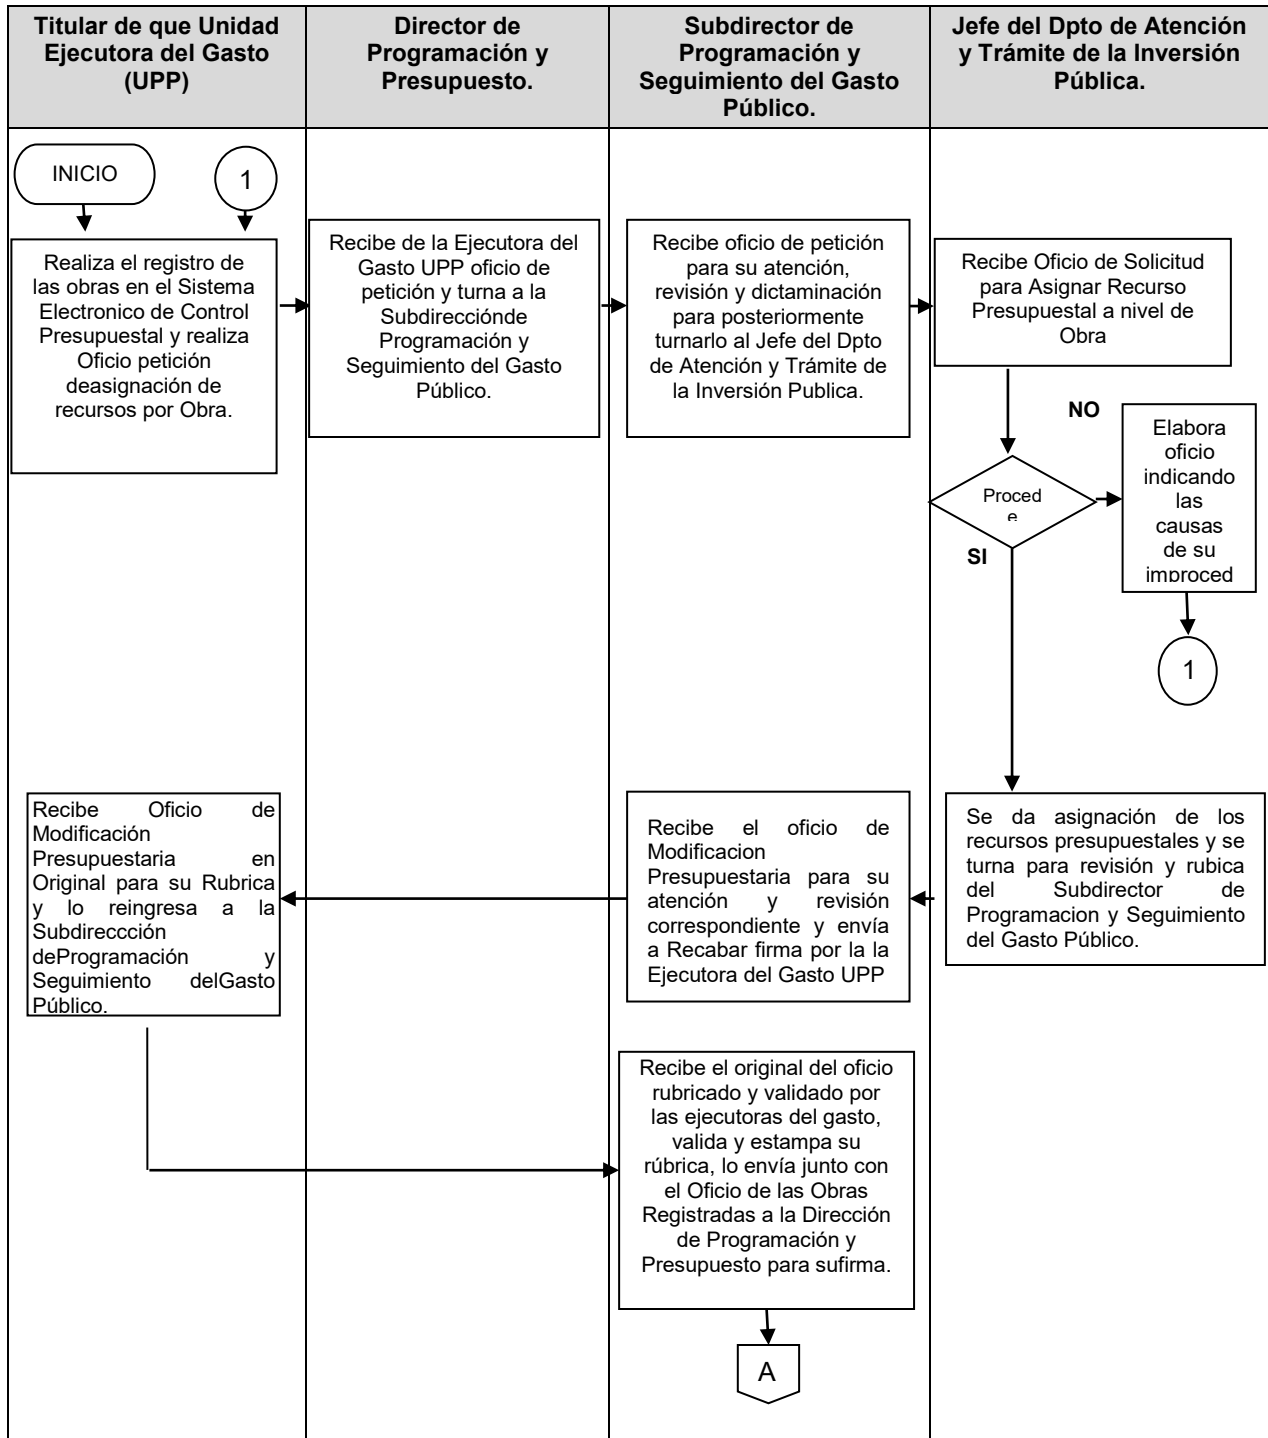 Titular de que Unidad
Ejecutora del Gasto
(UPP)
Director de
Programación y
Presupuesto.
Subdirector de
Programación y
Seguimiento del Gasto
Público.
Jefe del Dpto de Atención
y Trámite de la Inversión
Pública.
INICIO
1
Realiza el registro de
las obras en el Sistema
Electronico de Control
Presupuestal y realiza
Oficio petición
deasignación de
recursos por Obra.
Recibe de la Ejecutora del
Gasto UPP oficio de
petición y turna a la
Subdirecciónde
Programación y
Seguimiento del Gasto
Público.
Recibe oficio de petición
para su atención,
revisión y dictaminación
para posteriormente
turnarlo al Jefe del Dpto
de Atención y Trámite de
la Inversión Publica.
Recibe Oficio de Solicitud
para Asignar Recurso
Presupuestal a nivel de
Obra
NO
Proced
e
SI
Elabora
oficio
indicando
las
causas
de su
improced
1
Recibe Oficio de
Modificación
Presupuestaria en
Original para su Rubrica
y lo reingresa a la
Subdireccción
deProgramación y
Seguimiento delGasto
Público.
Recibe el oficio de
Modificacion
Presupuestaria para su
atención y revisión
correspondiente y envía
a Recabar firma por la la
Ejecutora del Gasto UPP
Se da asignación de los
recursos presupuestales y se
turna para revisión y rubica
del Subdirector de
Programacion y Seguimiento
del Gasto Público.
Recibe el original del oficio
rubricado y validado por
las ejecutoras del gasto,
valida y estampa su
rúbrica, lo envía junto con
el Oficio de las Obras
Registradas a la Dirección
de Programación y
Presupuesto para sufirma.
A